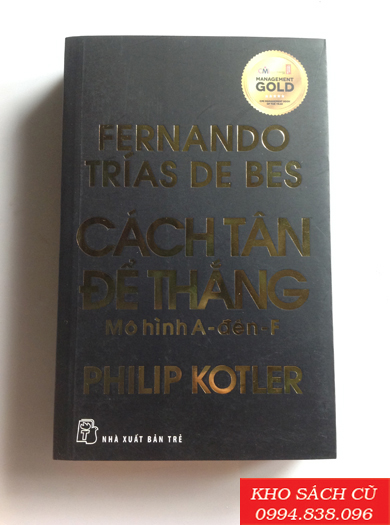 MANAGEMENT
GOLD
FERNANDO
TRÍAS DE BES
CÁCH TÂN
ĐỂ THẮNG
Mô hình A-đến-F
PHILIP KOTLER
NHÀ XUẤT BẢN TRẺ
KHO SÁCH CŨ
0994.838.096